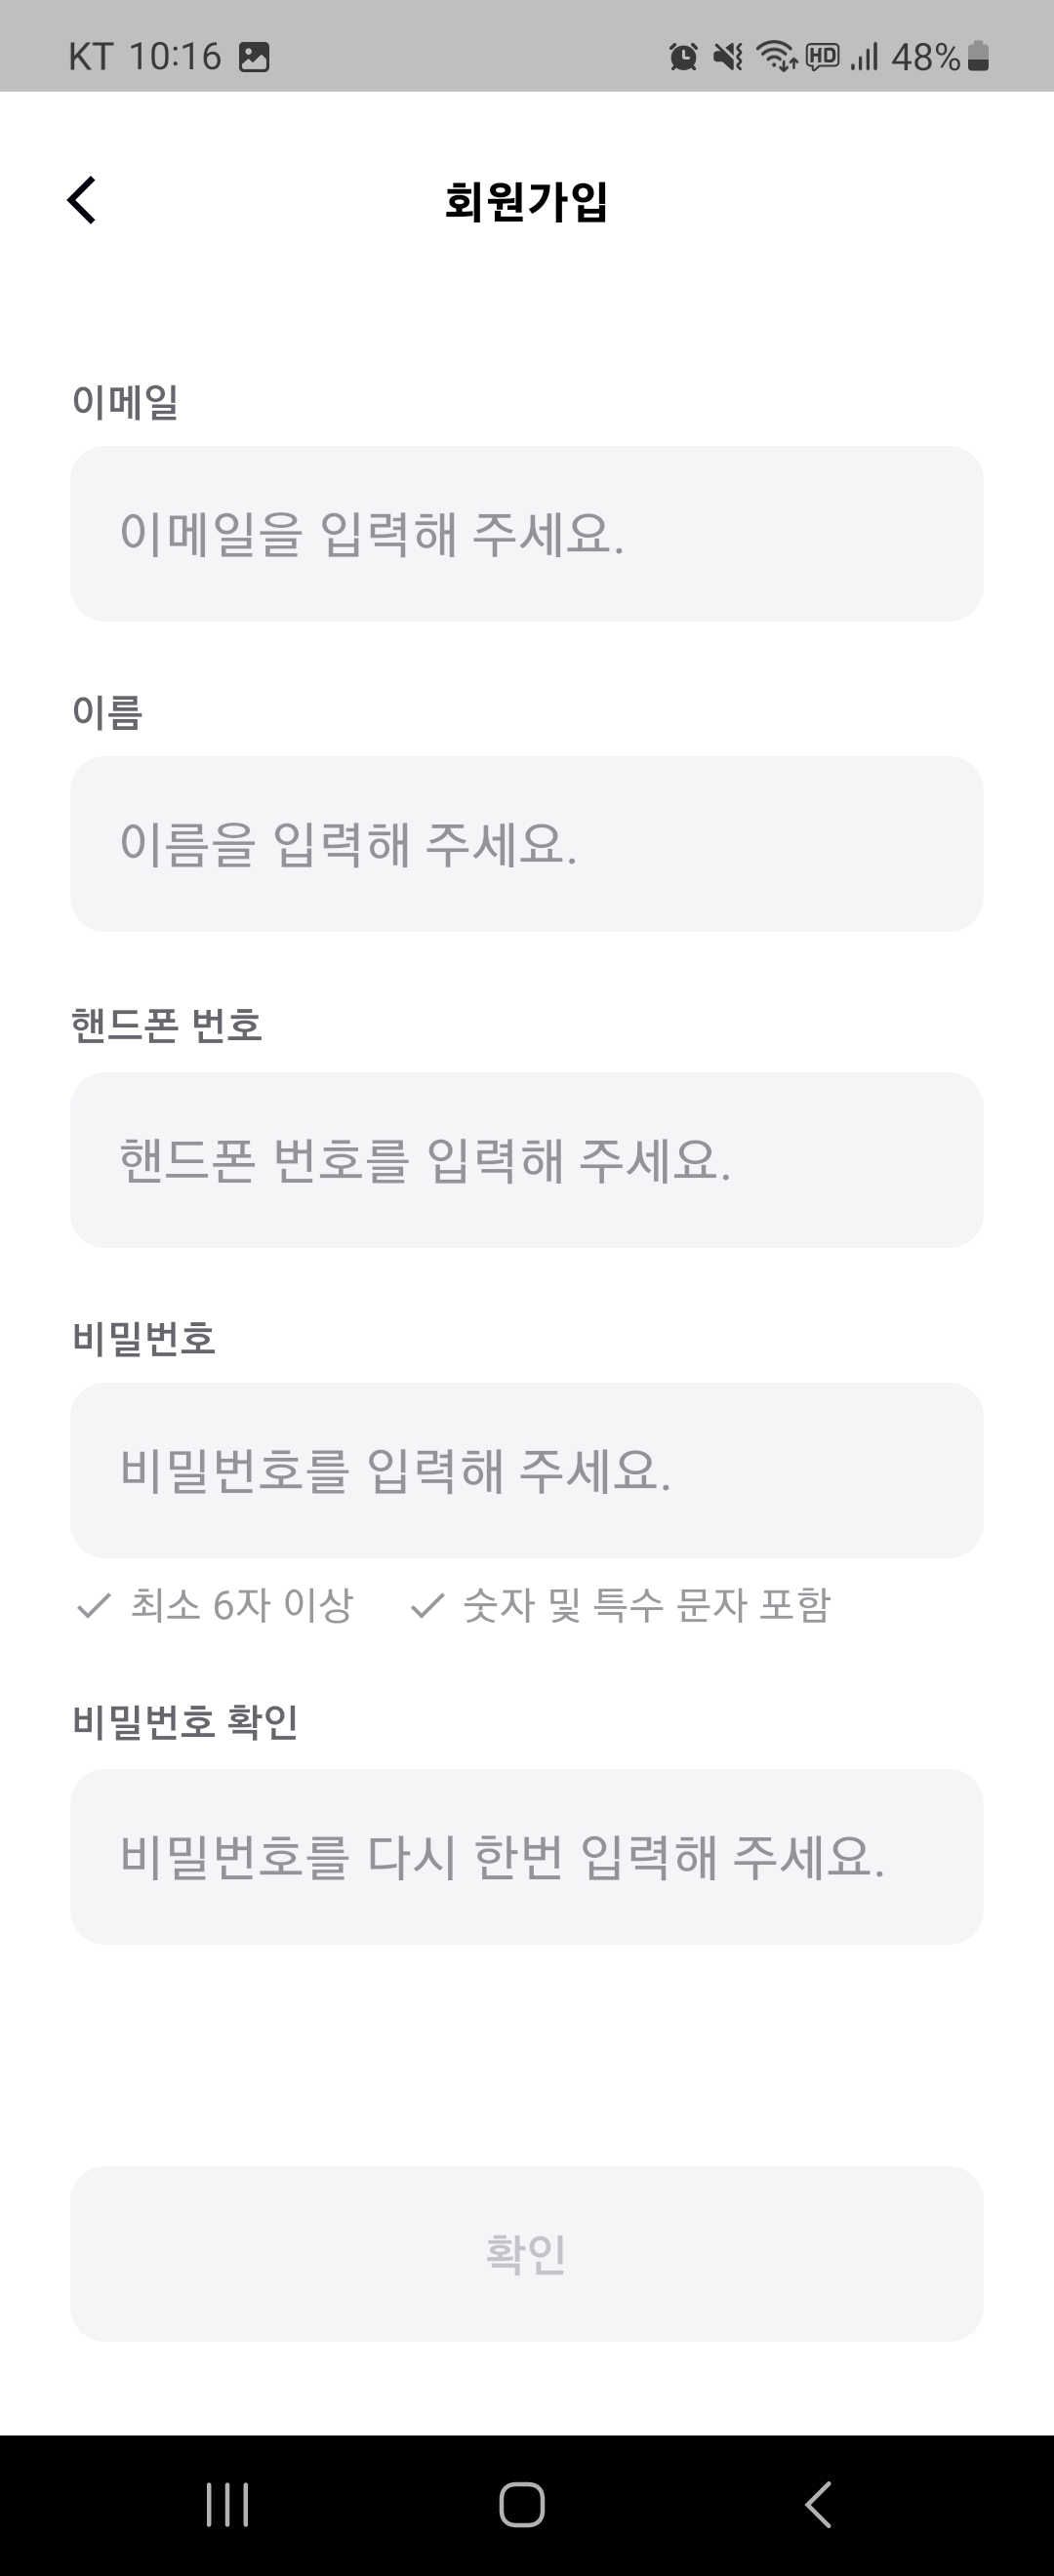 KT 10:16 HD 48%
회원가입
이메일
이메일을 입력해 주세요.
이름
이름을 입력해 주세요.
핸드폰 번호
핸드폰 번호를 입력해 주세요.
비밀번호
비밀번호를 입력해 주세요.
최소 6자 이상 숫자 및 특수 문자 포함
비밀번호 확인
비밀번호를 다시 한번 입력해 주세요.
확인